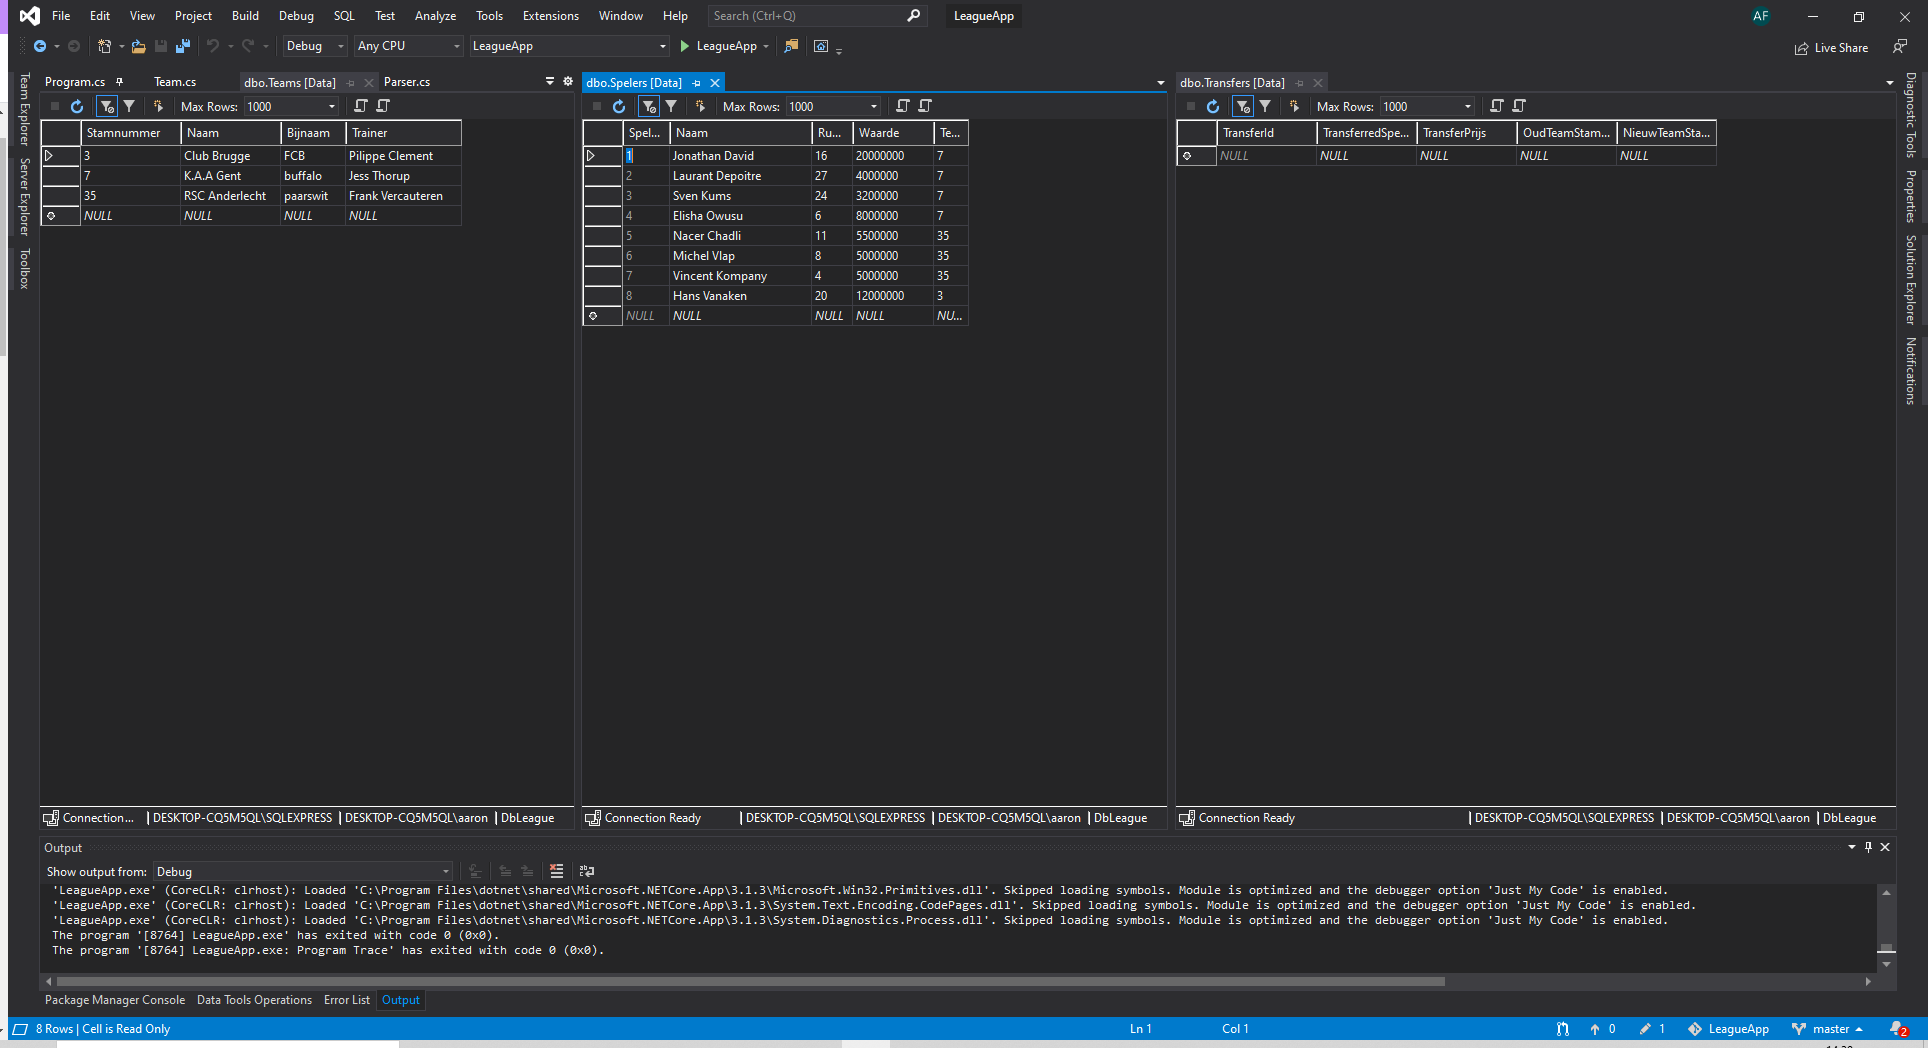 File Edit View Project Build Debug SQL Test Analyze Tools Extensions Window Help Search (Ctrl+Q) LeagueApp AF
Debug Any CPU LeagueApp LeagueApp Live Share
Team Explorer
Server Explorer
Toolbox
Program.cs Team.cs dbo.Teams [Data] Parser.cs
Max Rows: 1000
Stamnummer Naam Bijnaam Trainer
3 Club Brugge FCB Pilippe Clement
7 K.A.A Gent buffalo Jess Thorup
35 RSC Anderlecht paarswit Frank Vercauteren
NULL NULL NULL NULL
Connection... DESKTOP-CQ5M5QL\SQLEXPRESS DESKTOP-CQ5M5QL\aaron DbLeague
dbo.Spelers [Data]
Max Rows: 1000
Spel... Naam Ru... Waarde Te...
1 Jonathan David 16 20000000 7
2 Laurant Depoitre 27 4000000 7
3 Sven Kums 24 3200000 7
4 Elisha Owusu 6 8000000 7
5 Nacer Chadli 11 5500000 35
6 Michel Vlap 8 5000000 35
7 Vincent Kompany 4 5000000 35
8 Hans Vanaken 20 12000000 3
NULL NULL NULL NULL NU...
Connection Ready DESKTOP-CQ5M5QL\SQLEXPRESS DESKTOP-CQ5M5QL\aaron DbLeague
dbo.Transfers [Data]
Max Rows: 1000
TransferId TransferredSpe... TransferPrijs OudTeamStam... NieuwTeamSta...
NULL NULL NULL NULL NULL
Connection Ready DESKTOP-CQ5M5QL\SQLEXPRESS DESKTOP-CQ5M5QL\aaron DbLeague
Diagnostic Tools
Properties
Solution Explorer
Notifications
Output
Show output from: Debug
'LeagueApp.exe' (CoreCLR: clrhost): Loaded 'C:\Program Files\dotnet\shared\Microsoft.NETCore.App\3.1.3\Microsoft.Win32.Primitives.dll'. Skipped loading symbols. Module is optimized and the debugger option 'Just My Code' is enabled.
'LeagueApp.exe' (CoreCLR: clrhost): Loaded 'C:\Program Files\dotnet\shared\Microsoft.NETCore.App\3.1.3\System.Text.Encoding.CodePages.dll'. Skipped loading symbols. Module is optimized and the debugger option 'Just My Code' is enabled.
'LeagueApp.exe' (CoreCLR: clrhost): Loaded 'C:\Program Files\dotnet\shared\Microsoft.NETCore.App\3.1.3\System.Diagnostics.Process.dll'. Skipped loading symbols. Module is optimized and the debugger option 'Just My Code' is enabled.
The program '[8764] LeagueApp.exe' has exited with code 0 (0x0).
The program '[8764] LeagueApp.exe: Program Trace' has exited with code 0 (0x0).
Package Manager Console Data Tools Operations Error List Output
8 Rows | Cell is Read Only Ln 1 Col 1 0 1 LeagueApp master 2